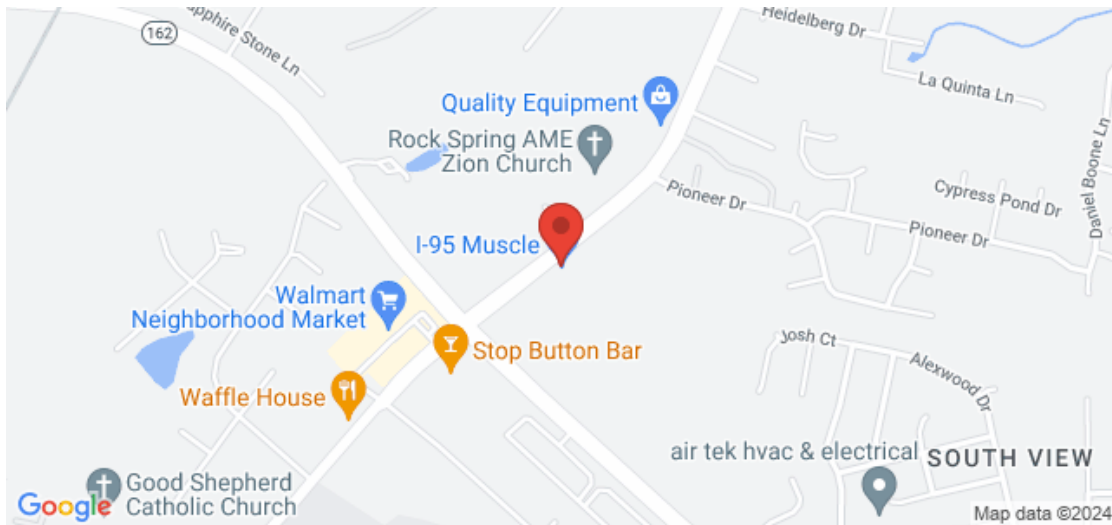 162
Sapphire Stone Ln
Heidelberg Dr
La Quinta Ln
Quality Equipment
Rock Spring AME
Zion Church
Pioneer Dr
Cypress Pond Dr
Daniel Boone Ln
Pioneer Dr
I-95 Muscle
Walmart
Neighborhood Market
Stop Button Bar
Josh Ct
Alexwood Dr
Waffle House
air tek hvac & electrical
SOUTH VIEW
Good Shepherd
Catholic Church
Google
Map data ©2024